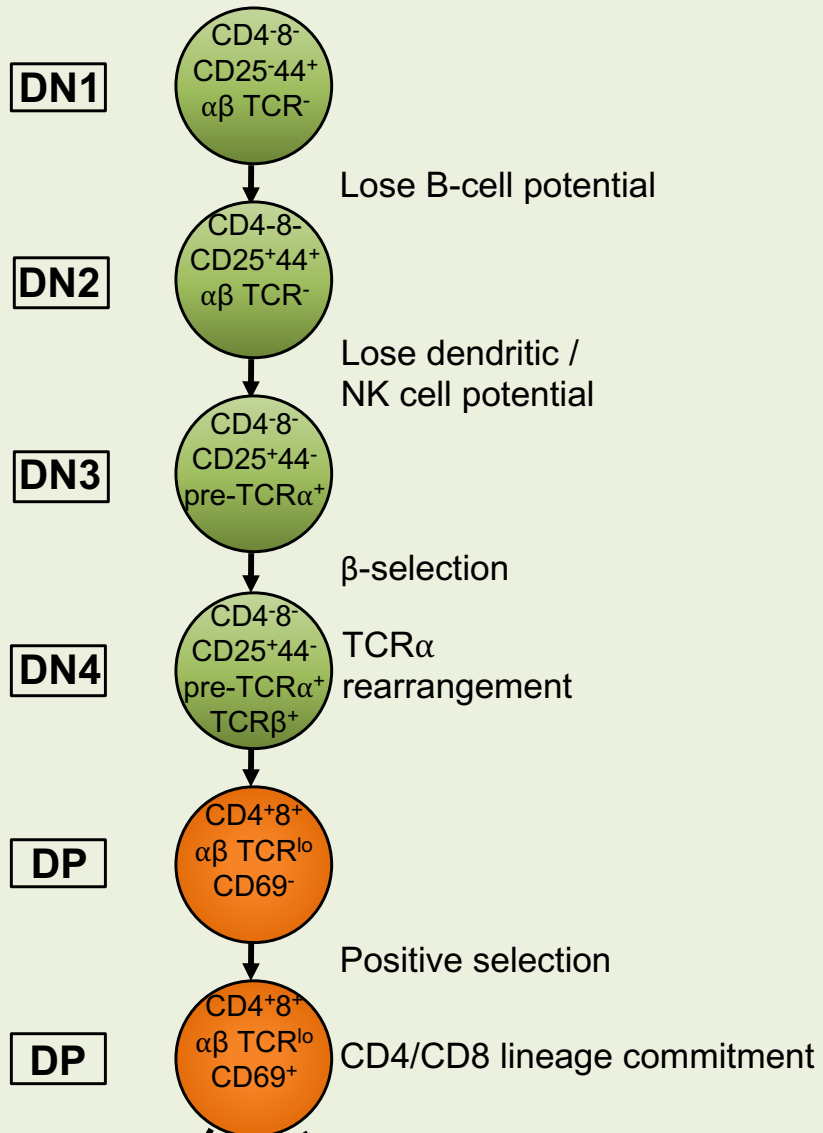 DN1
CD4⁻8⁻
CD25⁻44⁺
αβ TCR⁻
Lose B-cell potential
DN2
CD4-8-
CD25⁺44⁺
αβ TCR⁻
Lose dendritic /
NK cell potential
DN3
CD4⁻8⁻
CD25⁺44⁻
pre-TCRα⁺
β-selection
DN4
CD4⁻8⁻
CD25⁺44⁻
pre-TCRα⁺
TCRβ⁺
TCRα
rearrangement
DP
CD4⁺8⁺
αβ TCRˡᵒ
CD69⁻
Positive selection
DP
CD4⁺8⁺
αβ TCRˡᵒ
CD69⁺
CD4/CD8 lineage commitment